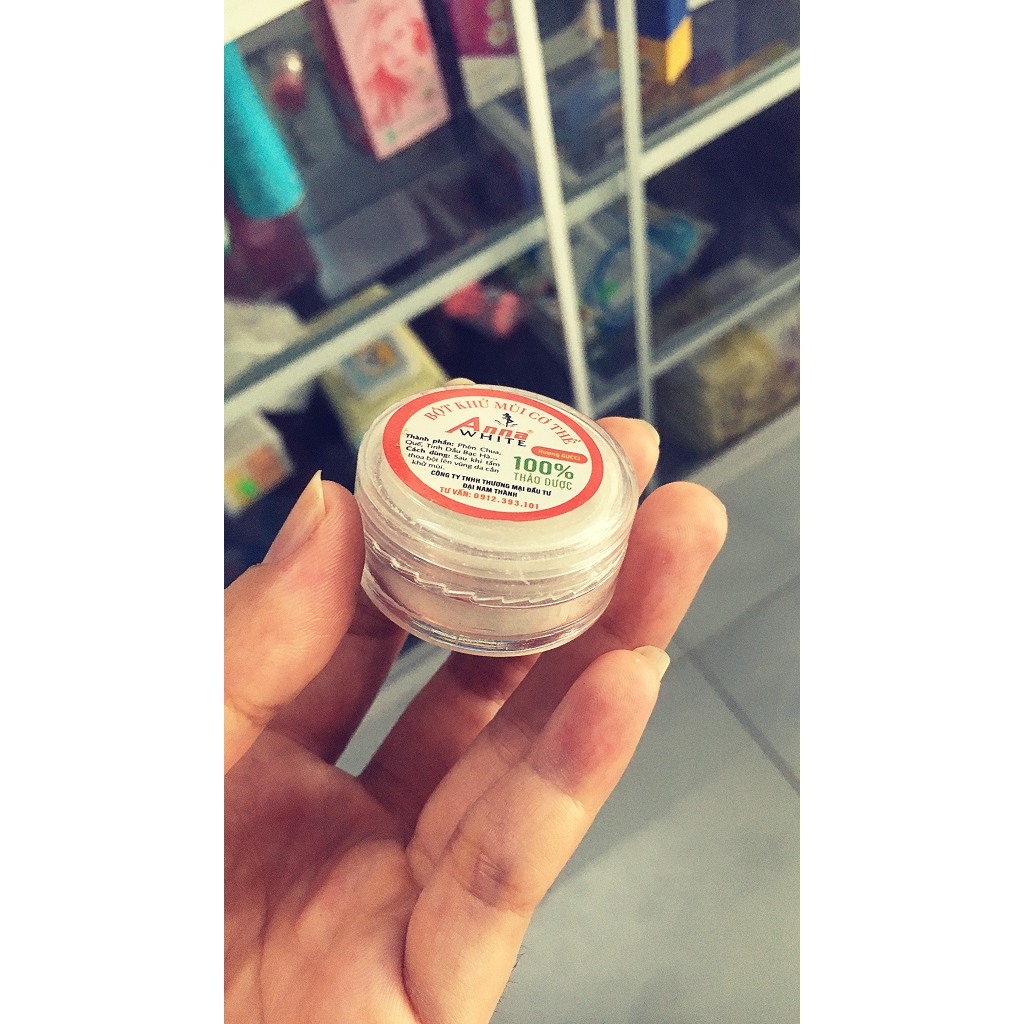 BỘT KHỬ MÙI CƠ THỂ
Anna®
WHITE
Thành phần: Phèn Chua,
Quế, Tinh Dầu Bạc Hà...
Cách dùng: Sau khi tắm
thoa bột lên vùng da cần
khử mùi.
Hương GUCCI
100%
THẢO DƯỢC
CÔNG TY TNHH THƯƠNG MẠI ĐẦU TƯ
ĐẠI NAM THÀNH
TƯ VẤN: 0912.393.101